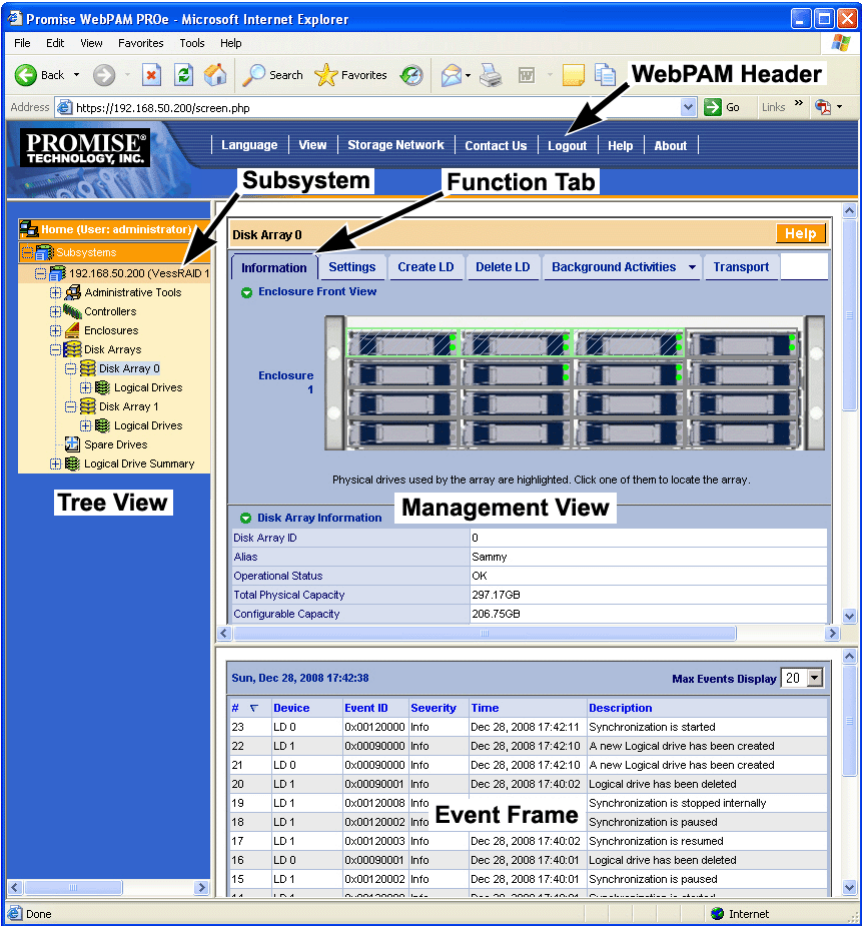 Promise WebPAM PROe - Microsoft Internet Explorer
File Edit View Favorites Tools Help
Back Search Favorites
WebPAM Header
Address https://192.168.50.200/screen.php Go Links »
PROMISE®
TECHNOLOGY, INC.
Language View Storage Network Contact Us Logout Help About
Subsystem
Function Tab
Home (User: administrator)
Subsystems
192.168.50.200 (VessRAID 1
Administrative Tools
Controllers
Enclosures
Disk Arrays
Disk Array 0
Logical Drives
Disk Array 1
Logical Drives
Spare Drives
Logical Drive Summary
Tree View
Disk Array 0 Help
Information Settings Create LD Delete LD Background Activities Transport
Enclosure Front View
Enclosure
1
Physical drives used by the array are highlighted. Click one of them to locate the array.
Management View
Disk Array Information
Disk Array ID 0
Alias Sammy
Operational Status OK
Total Physical Capacity 297.17GB
Configurable Capacity 206.75GB
Sun, Dec 28, 2008 17:42:38 Max Events Display 20
# Device Event ID Severity Time Description
23 LD 0 0x00120000 Info Dec 28, 2008 17:42:11 Synchronization is started
22 LD 1 0x00090000 Info Dec 28, 2008 17:42:10 A new Logical drive has been created
21 LD 0 0x00090000 Info Dec 28, 2008 17:42:10 A new Logical drive has been created
20 LD 1 0x00090001 Info Dec 28, 2008 17:40:02 Logical drive has been deleted
19 LD 1 0x00120008 Info Synchronization is stopped internally
18 LD 1 0x00120002 Info Synchronization is paused
Event Frame
17 LD 1 0x00120003 Info Dec 28, 2008 17:40:02 Synchronization is resumed
16 LD 0 0x00090001 Info Dec 28, 2008 17:40:01 Logical drive has been deleted
15 LD 1 0x00120002 Info Dec 28, 2008 17:40:01 Synchronization is paused
Done Internet